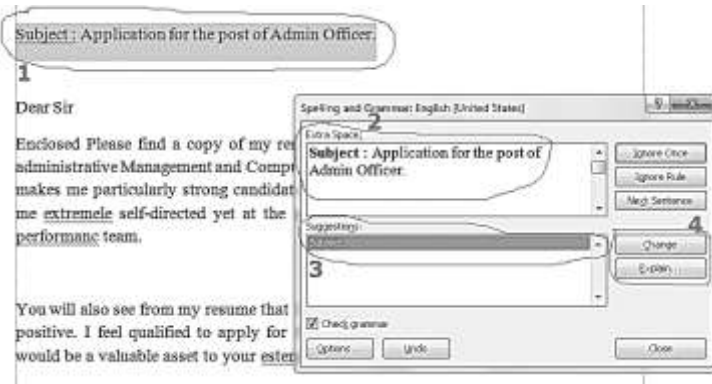 Subject : Application for the post of Admin Officer.
1
Dear Sir
Enclosed Please find a copy of my
administrative Management and
makes me particularly strong
me extremele self-directed yet at the
performanc team.
You will also see from my resume that
positive. I feel qualified to apply for
would be a valuable asset to your
Spelling and Grammar: English (United States)
2
Extra Space:
Subject : Application for the post of
Admin Officer.
Ignore Once
Ignore Rule
Next Sentence
Suggestions:
3
4
Change
Explain...
Check grammar
Options...
Undo
Close